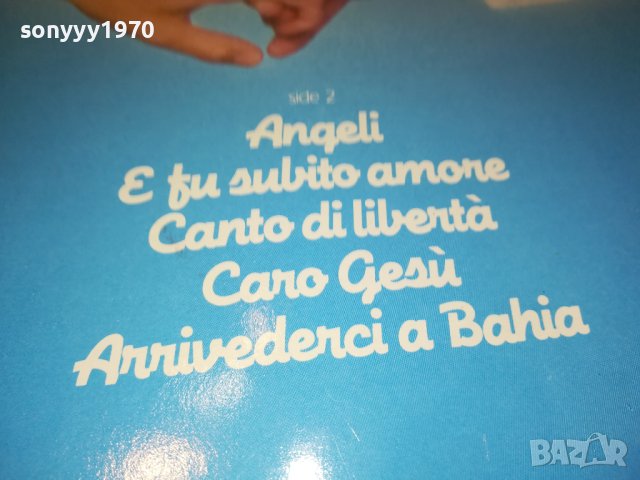 sonyyy1970
side 2
Angeli
E fu subito amore
Canto di libertà
Caro Gesù
Arrivederci a Bahia
BAZAR